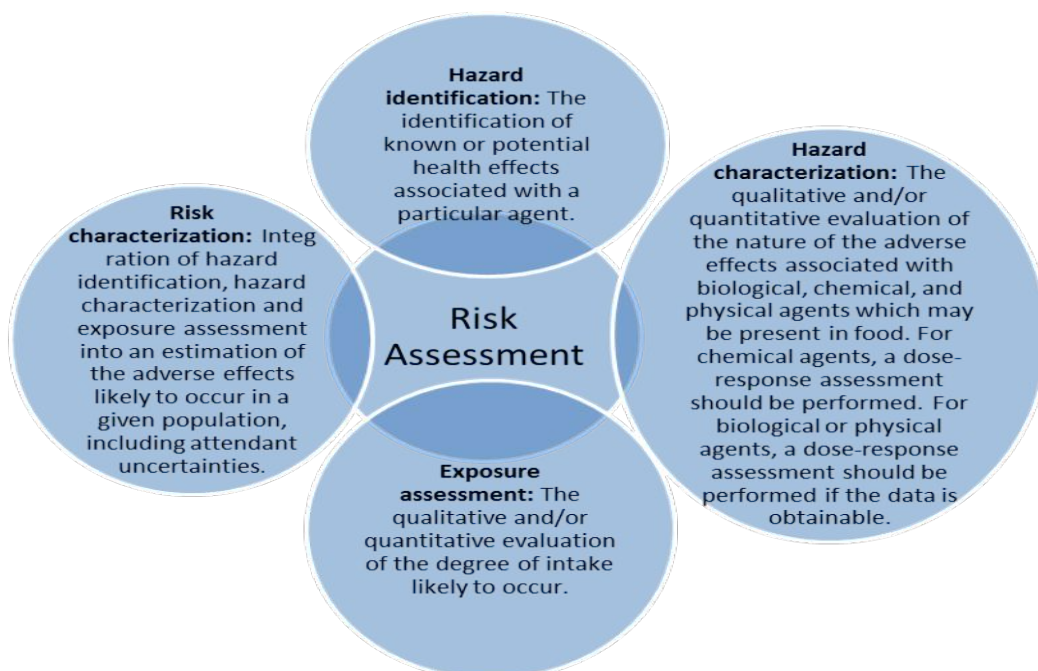 Hazard
identification: The
identification of
known or potential
health effects
associated with a
particular agent.
Hazard
characterization: The
qualitative and/or
quantitative evaluation of
the nature of the adverse
effects associated with
biological, chemical, and
physical agents which may
be present in food. For
chemical agents, a dose-
response assessment
should be performed. For
biological or physical
agents, a dose-response
assessment should be
performed if the data is
obtainable.
Exposure
assessment: The
qualitative and/or
quantitative evaluation
of the degree of intake
likely to occur.
Risk
characterization: Integ
ration of hazard
identification, hazard
characterization and
exposure assessment
into an estimation of
the adverse effects
likely to occur in a
given population,
including attendant
uncertainties.
Risk
Assessment